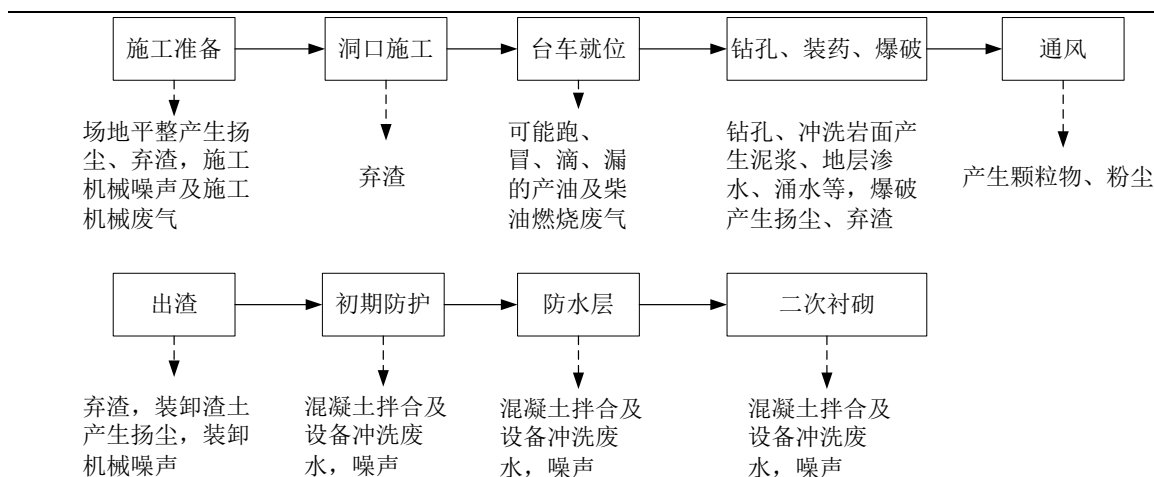 施工准备
洞口施工
台车就位
钻孔、装药、爆破
通风
场地平整产生扬
尘、弃渣，施工
机械噪声及施工
机械废气
弃渣
可能跑、
冒、滴、漏
的产油及柴
油燃烧废气
钻孔、冲洗岩面产
生泥浆、地层渗
水、涌水等，爆破
产生扬尘、弃渣
产生颗粒物、粉尘
出渣
初期防护
防水层
二次衬砌
弃渣，装卸渣土
产生扬尘，装卸
机械噪声
混凝土拌合及
设备冲洗废
水，噪声
混凝土拌合及
设备冲洗废
水，噪声
混凝土拌合及
设备冲洗废
水，噪声